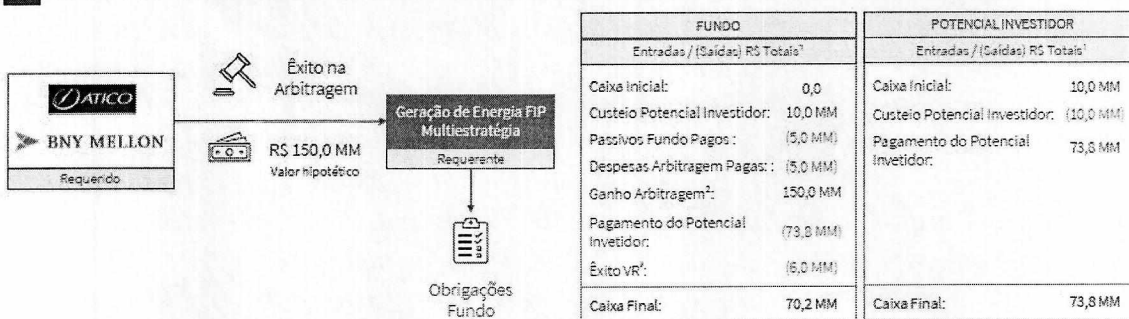 ATICO
BNY MELLON
Requerido
Êxito na
Arbitragem
R$ 150,0 MM
Valor hipotético
Geração de Energia FIP
Multiestratégia
Requerente
Obrigações
Fundo
FUNDO
Entradas / (Saídas) R$ Totais¹
Caixa Inicial: 0,0
Custeio Potencial Investidor: 10,0 MM
Passivos Fundo Pagos : (5,0 MM)
Despesas Arbitragem Pagas: : (5,0 MM)
Ganho Arbitragem²: 150,0 MM
Pagamento do Potencial
Invetidor: (73,8 MM)
Êxito VR³: (6,0 MM)
Caixa Final: 70,2 MM
POTENCIAL INVESTIDOR
Entradas / (Saídas) R$ Totais¹
Caixa Inicial: 10,0 MM
Custeio Potencial Investidor: (10,0 MM)
Pagamento do Potencial 73,8 MM
Invetidor:
Caixa Final: 73,8 MM